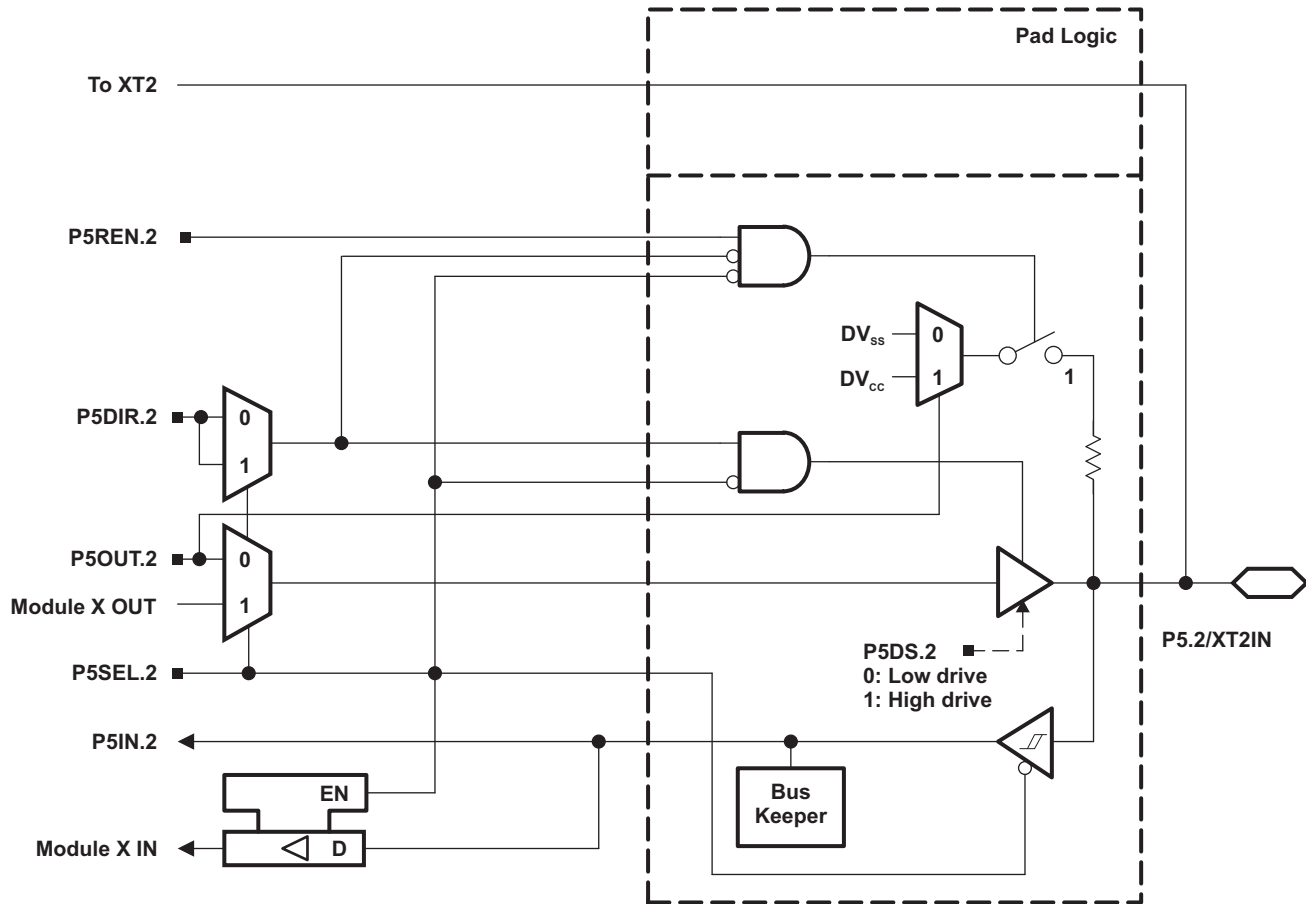 Pad Logic
To XT2
P5REN.2
DVSS
0
DVCC
1
1
P5DIR.2
0
1
P5OUT.2
0
Module X OUT
1
P5SEL.2
P5DS.2
0: Low drive
1: High drive
P5.2/XT2IN
P5IN.2
EN
Bus
Keeper
Module X IN
D